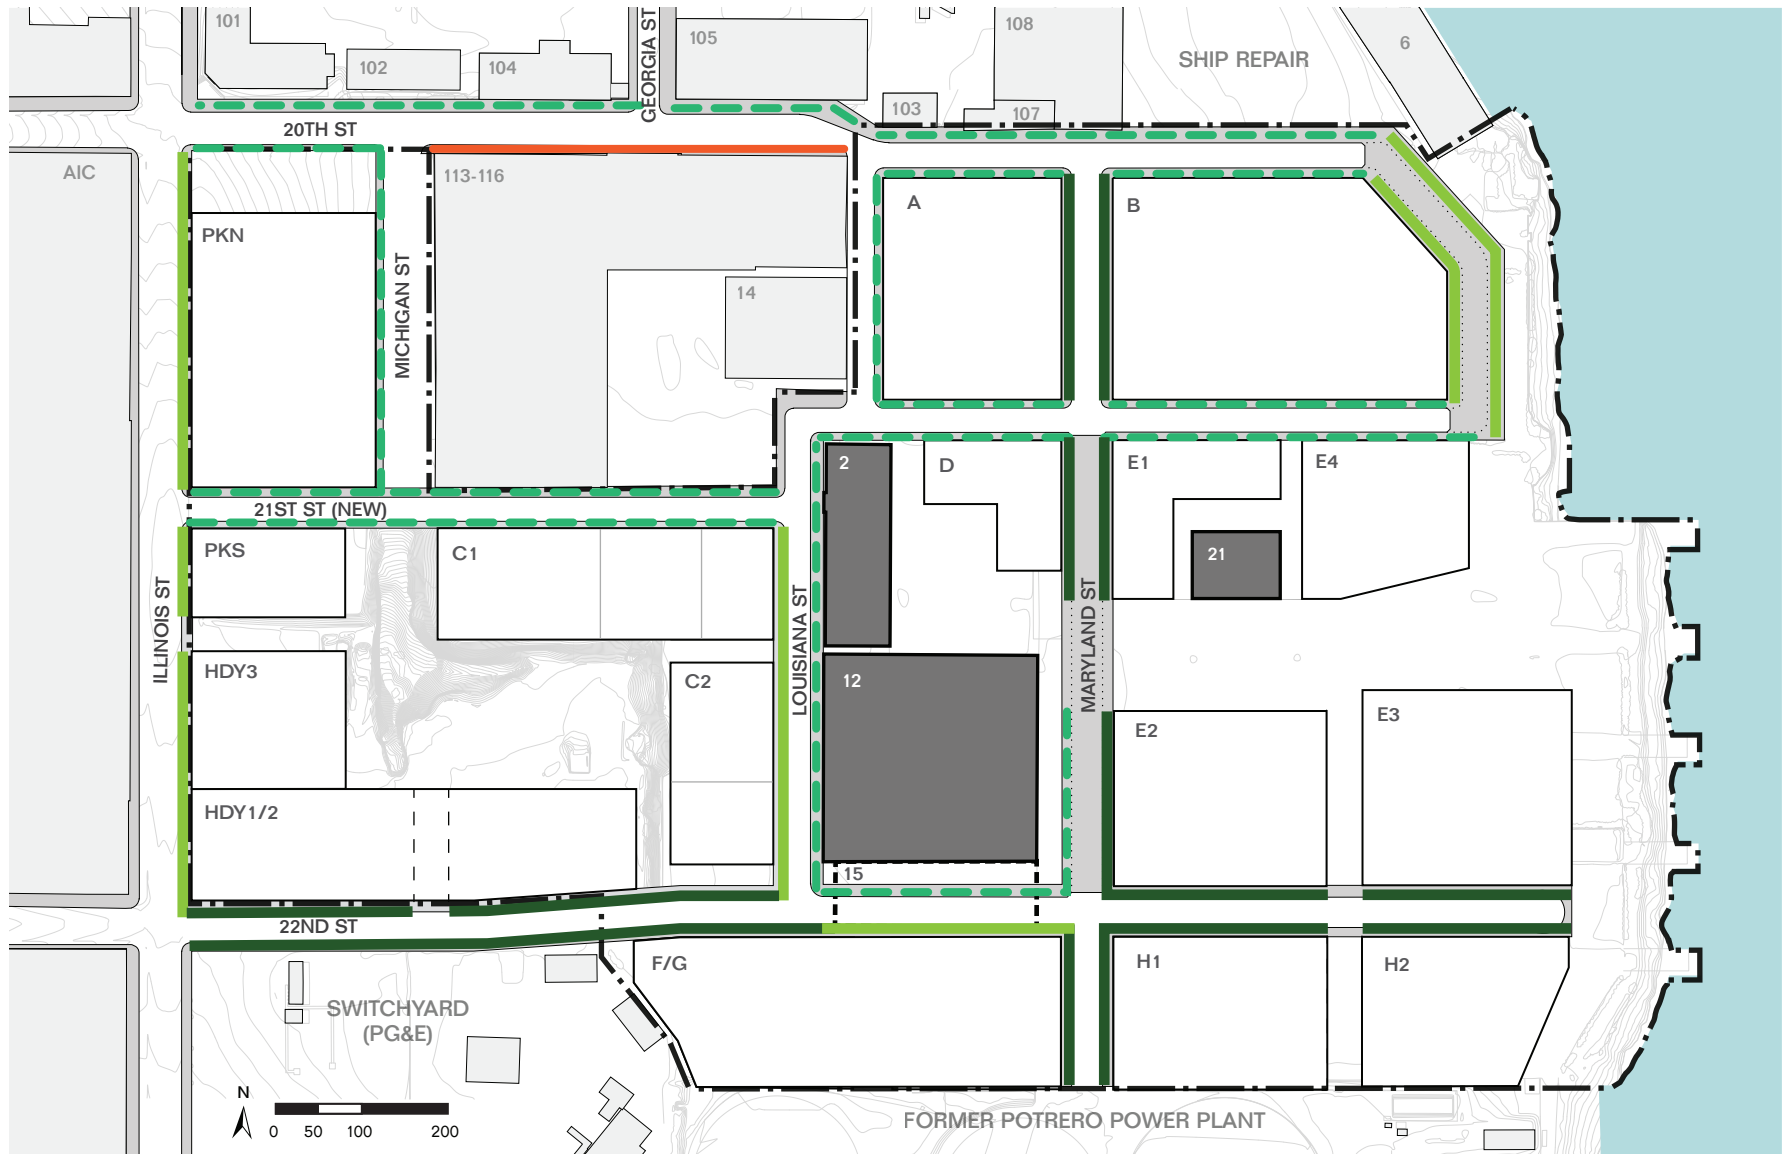 101
102
104
GEORGIA ST
105
103
108
107
SHIP REPAIR
6
20TH ST
AIC
113-116
PKN
MICHIGAN ST
14
A
B
21ST ST (NEW)
2
D
E1
E4
PKS
C1
21
ILLINOIS ST
LOUISIANA ST
MARYLAND ST
HDY3
C2
12
E2
E3
HDY1/2
15
22ND ST
F/G
H1
H2
SWITCHYARD
(PG&E)
N
0 50 100 200
FORMER POTRERO POWER PLANT